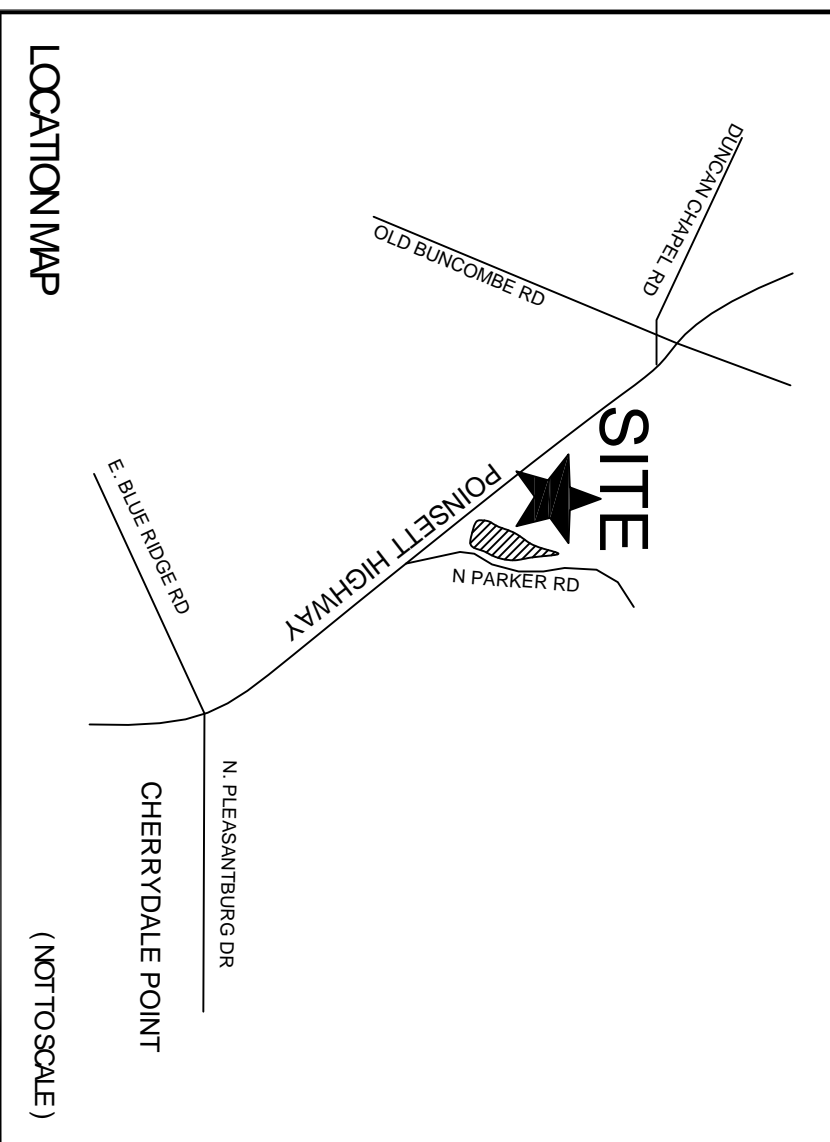 DUNCAN CHAPEL RD
SITE
OLD BUNCOMBE RD
N PARKER RD
POINSETT HIGHWAY
N. PLEASANTBURG DR
E. BLUE RIDGE RD
CHERRYDALE POINT
LOCATION MAP
( NOT TO SCALE )